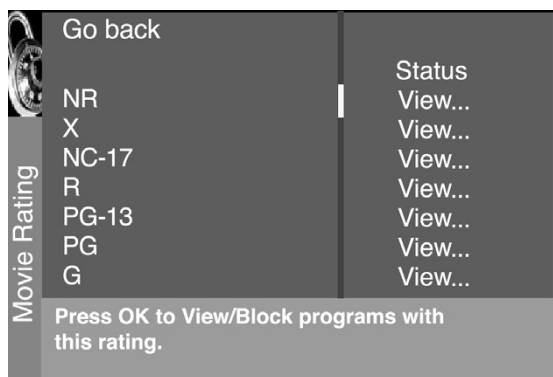 Go back
Status
NR View...
X View...
NC-17 View...
R View...
PG-13 View...
PG View...
G View...
Movie Rating
Press OK to View/Block programs with
this rating.